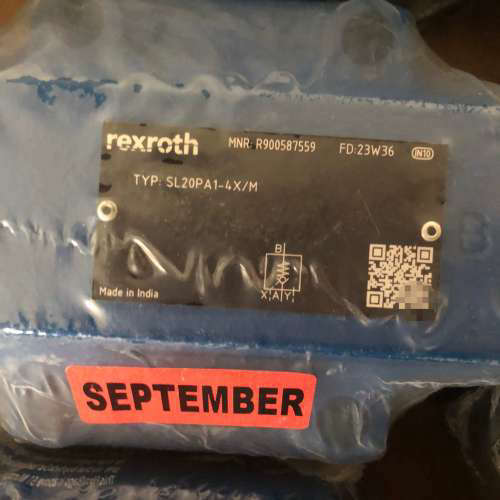 rexroth MNR: R900587559 FD:23W36 IN10
TYP: SL20PA1-4X/M
B
X A Y
Made in India
SEPTEMBER
B